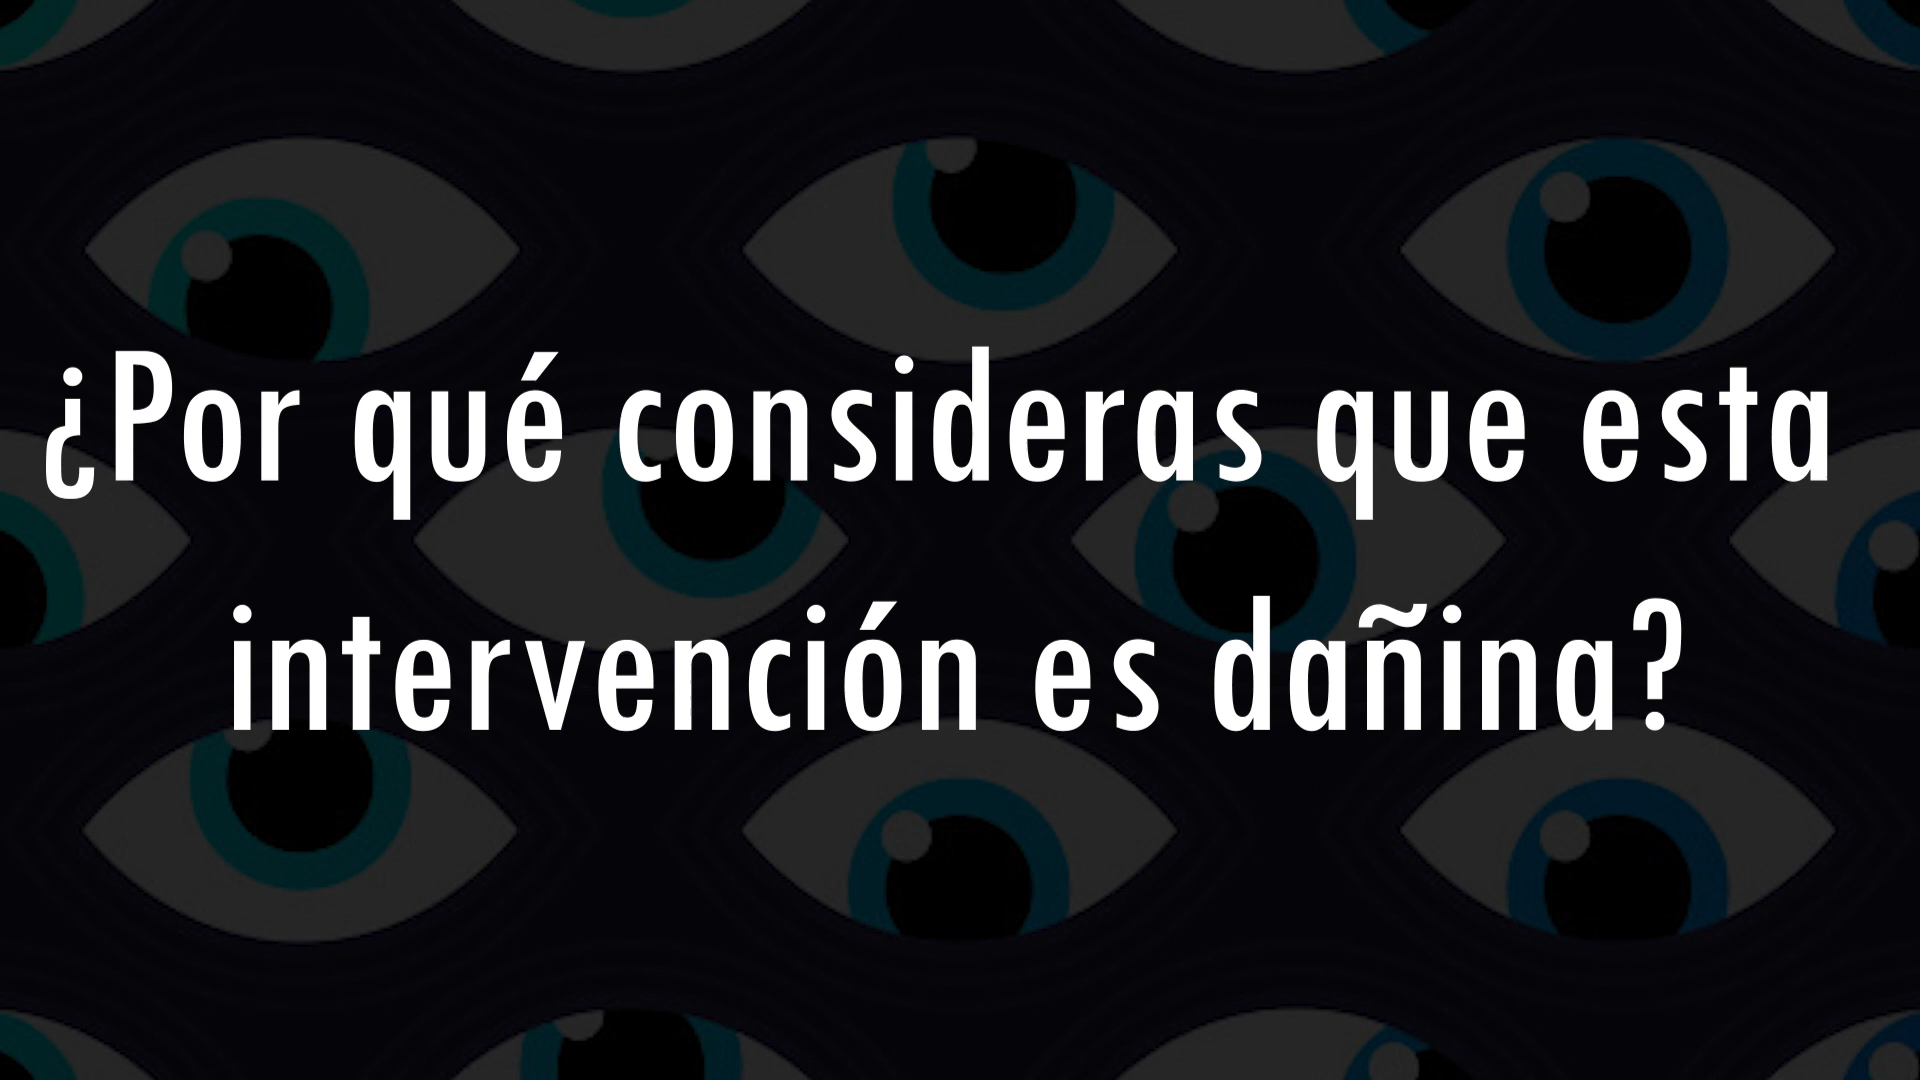 ¿Por qué consideras que esta
intervención es dañina?